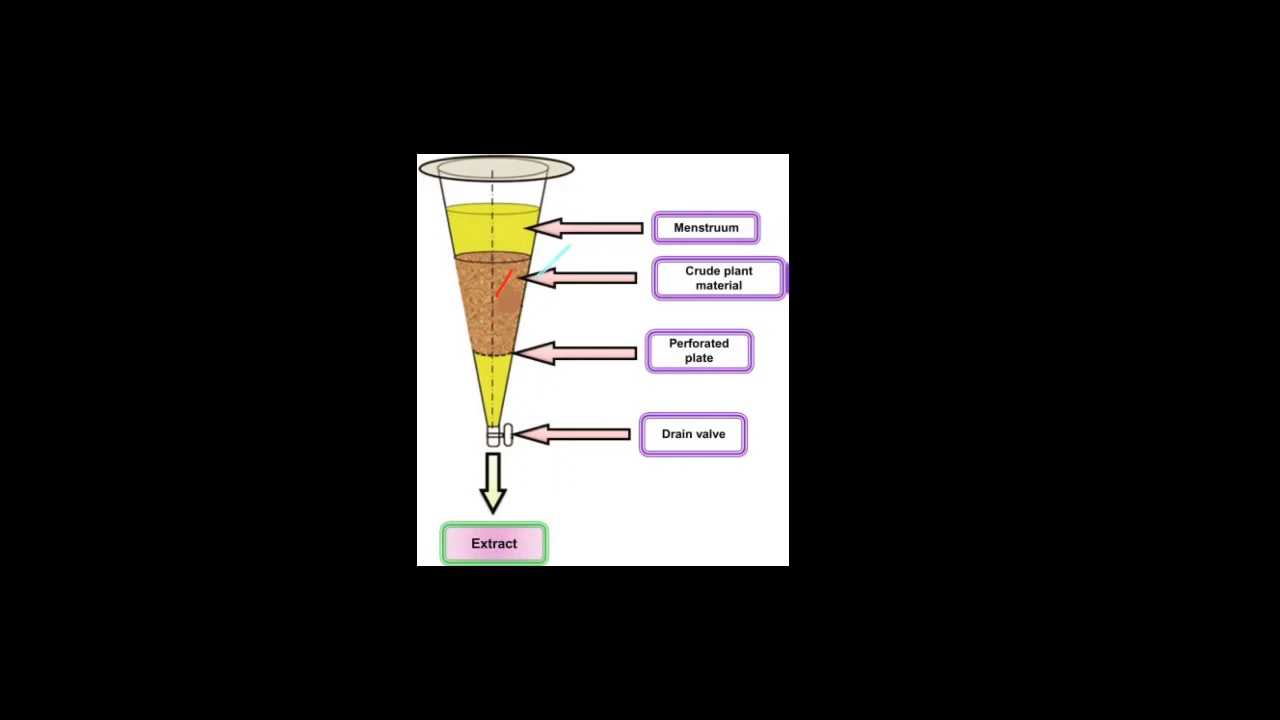 Menstruum
Crude plant
material
Perforated
plate
Drain valve
Extract